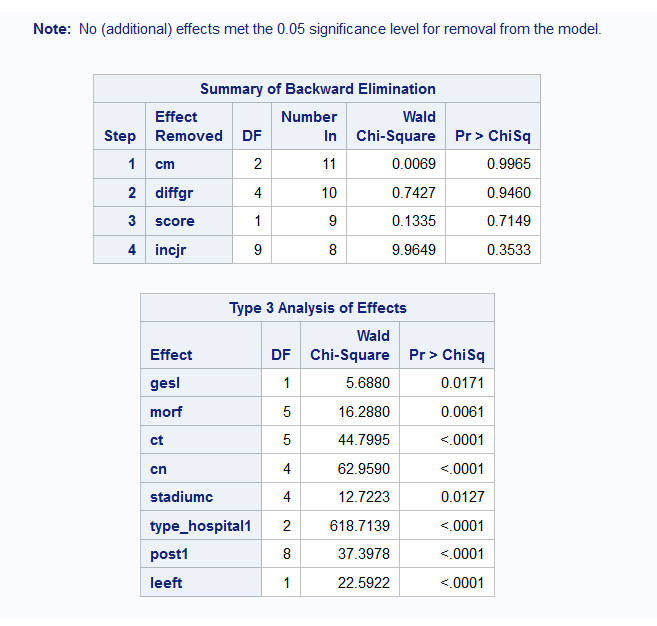 Note: No (additional) effects met the 0.05 significance level for removal from the model.
Summary of Backward Elimination
Step Effect Removed DF Number In Wald Chi-Square Pr > ChiSq
1 cm 2 11 0.0069 0.9965
2 diffgr 4 10 0.7427 0.9460
3 score 1 9 0.1335 0.7149
4 incjr 9 8 9.9649 0.3533
Type 3 Analysis of Effects
Effect DF Wald Chi-Square Pr > ChiSq
gesl 1 5.6880 0.0171
morf 5 16.2880 0.0061
ct 5 44.7995 <.0001
cn 4 62.9590 <.0001
stadiumc 4 12.7223 0.0127
type_hospital1 2 618.7139 <.0001
post1 8 37.3978 <.0001
leeft 1 22.5922 <.0001